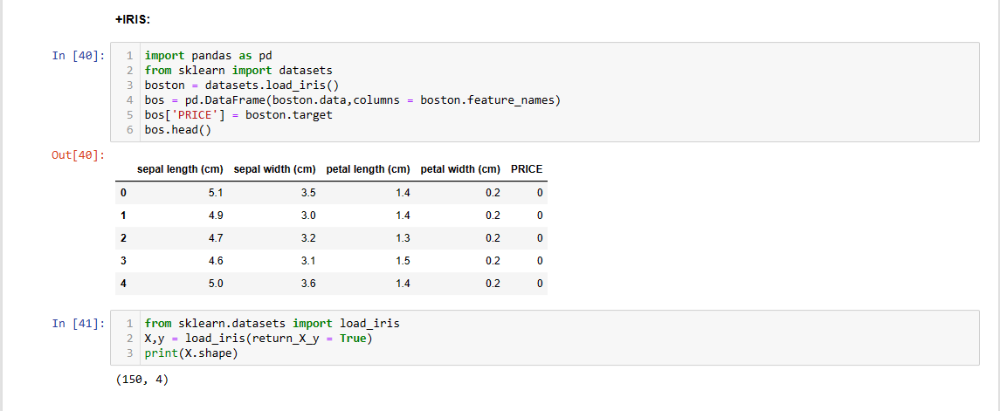 +IRIS:
In [40]:
1 import pandas as pd
2 from sklearn import datasets
3 boston = datasets.load_iris()
4 bos = pd.DataFrame(boston.data,columns = boston.feature_names)
5 bos['PRICE'] = boston.target
6 bos.head()
Out[40]:
sepal length (cm) sepal width (cm) petal length (cm) petal width (cm) PRICE
0 5.1 3.5 1.4 0.2 0
1 4.9 3.0 1.4 0.2 0
2 4.7 3.2 1.3 0.2 0
3 4.6 3.1 1.5 0.2 0
4 5.0 3.6 1.4 0.2 0
In [41]:
1 from sklearn.datasets import load_iris
2 X,y = load_iris(return_X_y = True)
3 print(X.shape)
(150, 4)